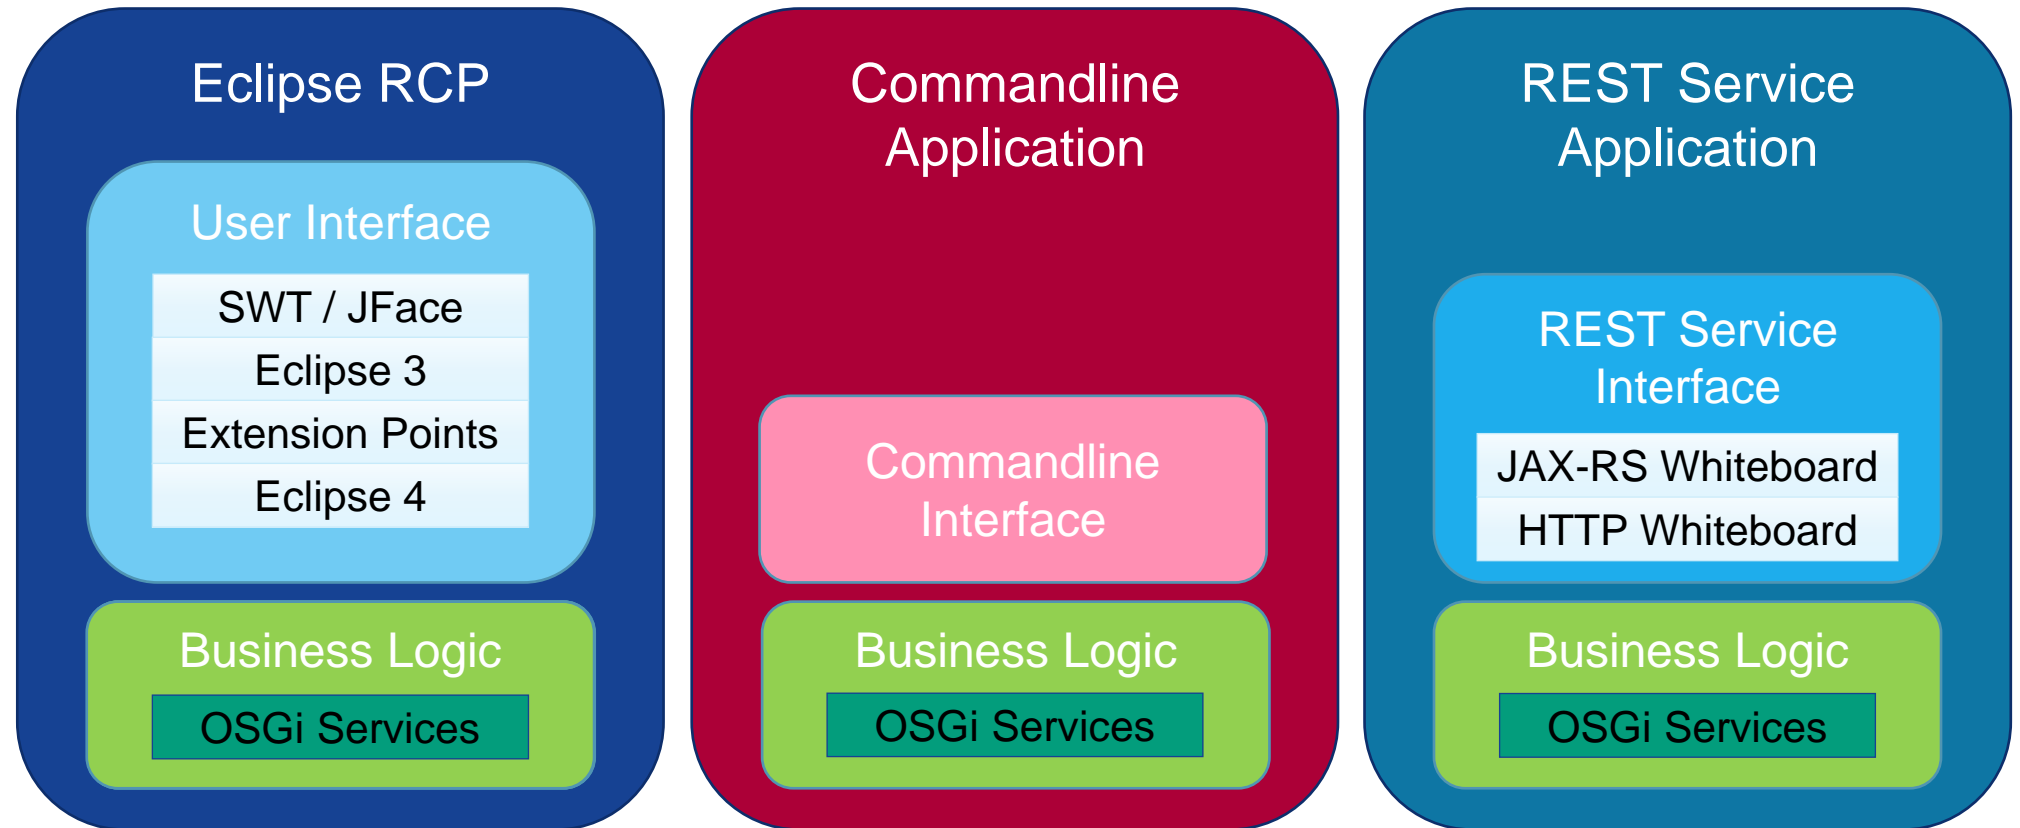 Eclipse RCP
User Interface
SWT / JFace
Eclipse 3
Extension Points
Eclipse 4
Business Logic
OSGi Services
Commandline
Application
Commandline
Interface
Business Logic
OSGi Services
REST Service
Application
REST Service
Interface
JAX-RS Whiteboard
HTTP Whiteboard
Business Logic
OSGi Services